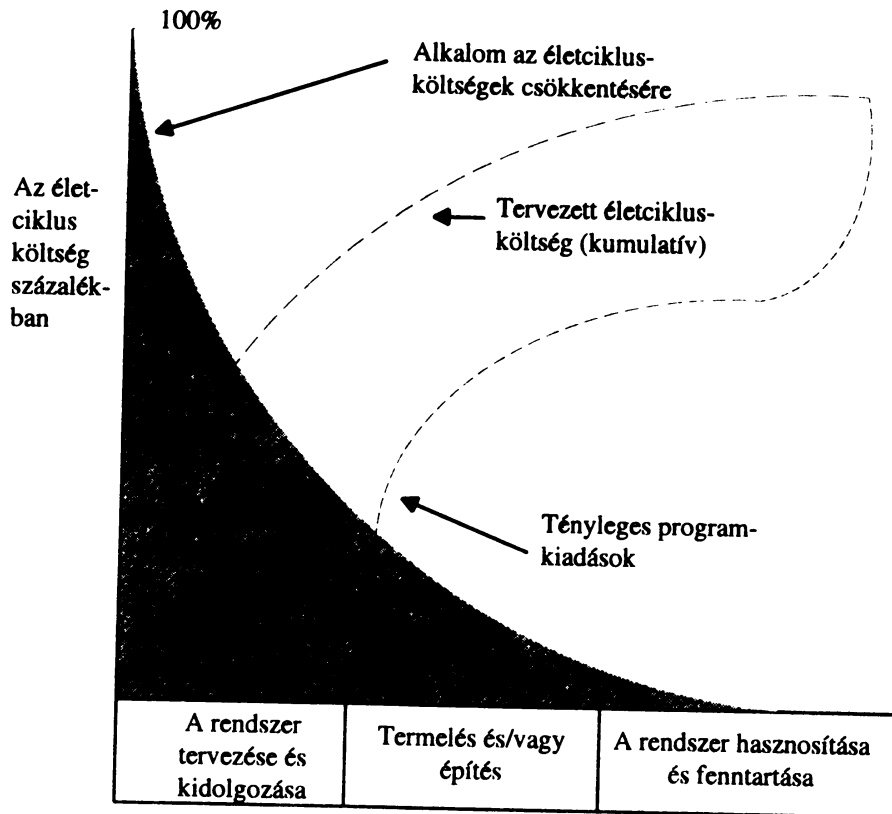 100%
Alkalom az életciklus-
költségek csökkentésére
Az élet-
ciklus
költség
százalék-
ban
Tervezett életciklus-
költség (kumulatív)
Tényleges program-
kiadások
A rendszer
tervezése és
kidolgozása
Termelés és/vagy
építés
A rendszer hasznosítása
és fenntartása